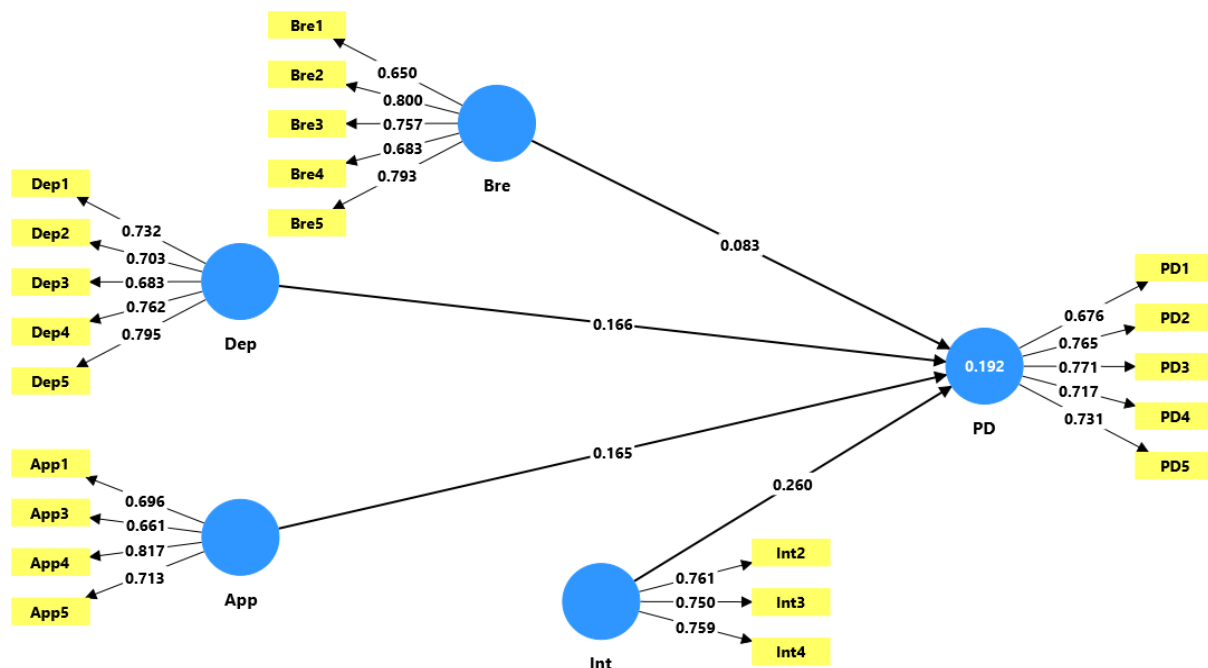 Bre1
Bre2
Bre3
Bre4
Bre5
0.650
0.800
0.757
0.683
0.793
Bre
Dep1
Dep2
Dep3
Dep4
Dep5
0.732
0.703
0.683
0.762
0.795
Dep
App1
App3
App4
App5
0.696
0.661
0.817
0.713
App
Int2
Int3
Int4
0.761
0.750
0.759
Int
0.083
0.166
0.165
0.260
0.192
PD
0.676
0.765
0.771
0.717
0.731
PD1
PD2
PD3
PD4
PD5